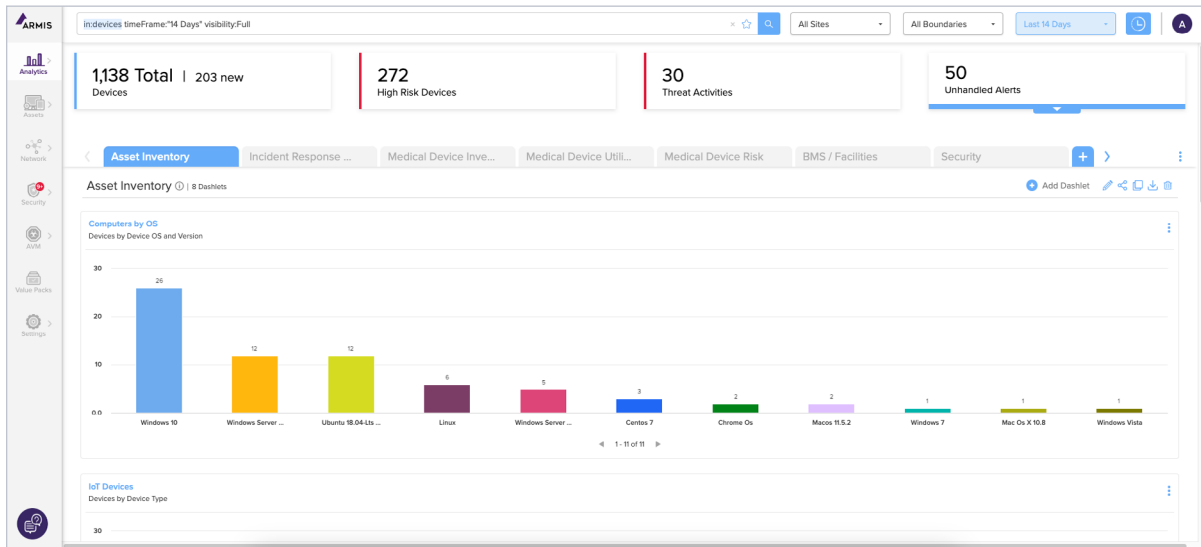 ARMIS
in:devices timeFrame:"14 Days" visibility:Full
All Sites
All Boundaries
Last 14 Days
A
Analytics
Assets
Network
9+
Security
AVM
Value Packs
Settings
1,138 Total | 203 new
Devices
272
High Risk Devices
30
Threat Activities
50
Unhandled Alerts
Asset Inventory
Incident Response ...
Medical Device Inve...
Medical Device Utili...
Medical Device Risk
BMS / Facilities
Security
Asset Inventory | 8 Dashlets
Add Dashlet
Computers by OS
Devices by Device OS and Version
30
20
10
0.0
26
12
12
6
5
3
2
2
1
1
1
Windows 10
Windows Server ...
Ubuntu 18.04-Lts ...
Linux
Windows Server ...
Centos 7
Chrome Os
Macos 11.5.2
Windows 7
Mac Os X 10.8
Windows Vista
1 - 11 of 11
IoT Devices
Devices by Device Type
30